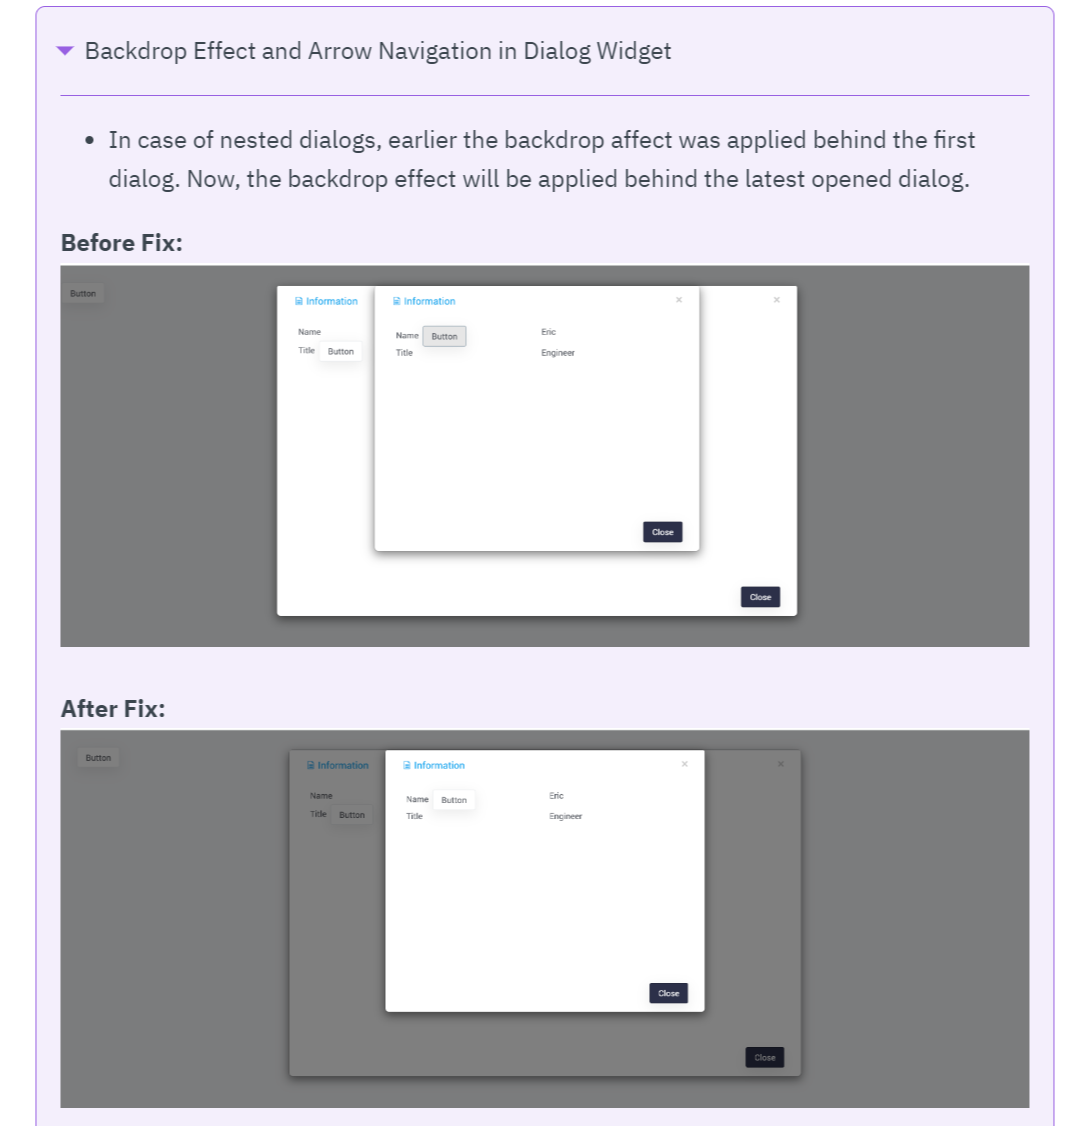 Backdrop Effect and Arrow Navigation in Dialog Widget
In case of nested dialogs, earlier the backdrop affect was applied behind the first
dialog. Now, the backdrop effect will be applied behind the latest opened dialog.
Before Fix:
Button
Information
Name
Title Button
Information
Name Button Eric
Title Engineer
Close
Close
After Fix:
Button
Information
Name
Title Button
Information
Name Button Eric
Title Engineer
Close
Close